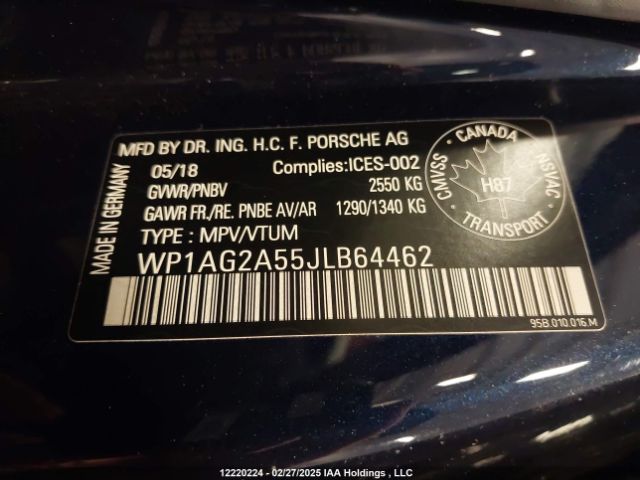 MFD BY DR. ING. H.C. F. PORSCHE AG
05/18 Complies:ICES-002
GWWR/PNBV 2550 KG
GAWR FR./RE. PNBE AV/AR 1290/1340 KG
TYPE : MPV/VTUM
WP1AG2A55JLB64462
MADE IN GERMANY
CANADA
CMVSS
NSVAC
H87
TRANSPORT
95B.010.016.M
12220224 - 02/27/2025 IAA Holdings , LLC